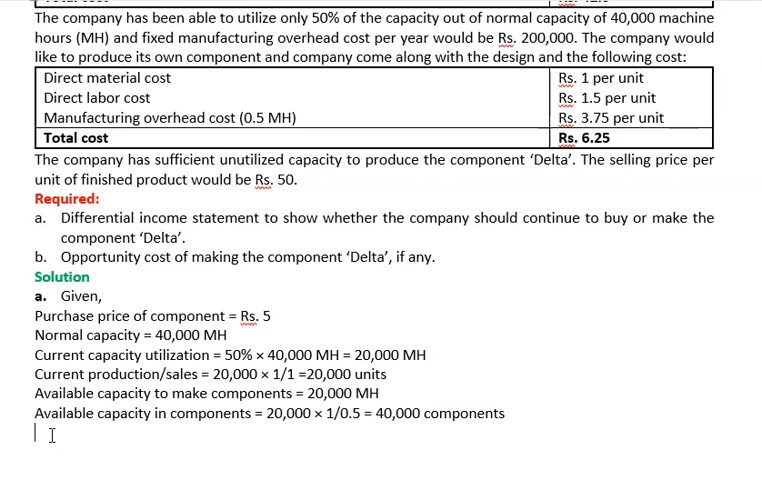 The company has been able to utilize only 50% of the capacity out of normal capacity of 40,000 machine
hours (MH) and fixed manufacturing overhead cost per year would be Rs. 200,000. The company would
like to produce its own component and company come along with the design and the following cost:
Direct material cost Rs. 1 per unit
Direct labor cost Rs. 1.5 per unit
Manufacturing overhead cost (0.5 MH) Rs. 3.75 per unit
Total cost Rs. 6.25
The company has sufficient unutilized capacity to produce the component ‘Delta’. The selling price per
unit of finished product would be Rs. 50.
Required:
a. Differential income statement to show whether the company should continue to buy or make the
component ‘Delta’.
b. Opportunity cost of making the component ‘Delta’, if any.
Solution
a. Given,
Purchase price of component = Rs. 5
Normal capacity = 40,000 MH
Current capacity utilization = 50% × 40,000 MH = 20,000 MH
Current production/sales = 20,000 × 1/1 =20,000 units
Available capacity to make components = 20,000 MH
Available capacity in components = 20,000 × 1/0.5 = 40,000 components